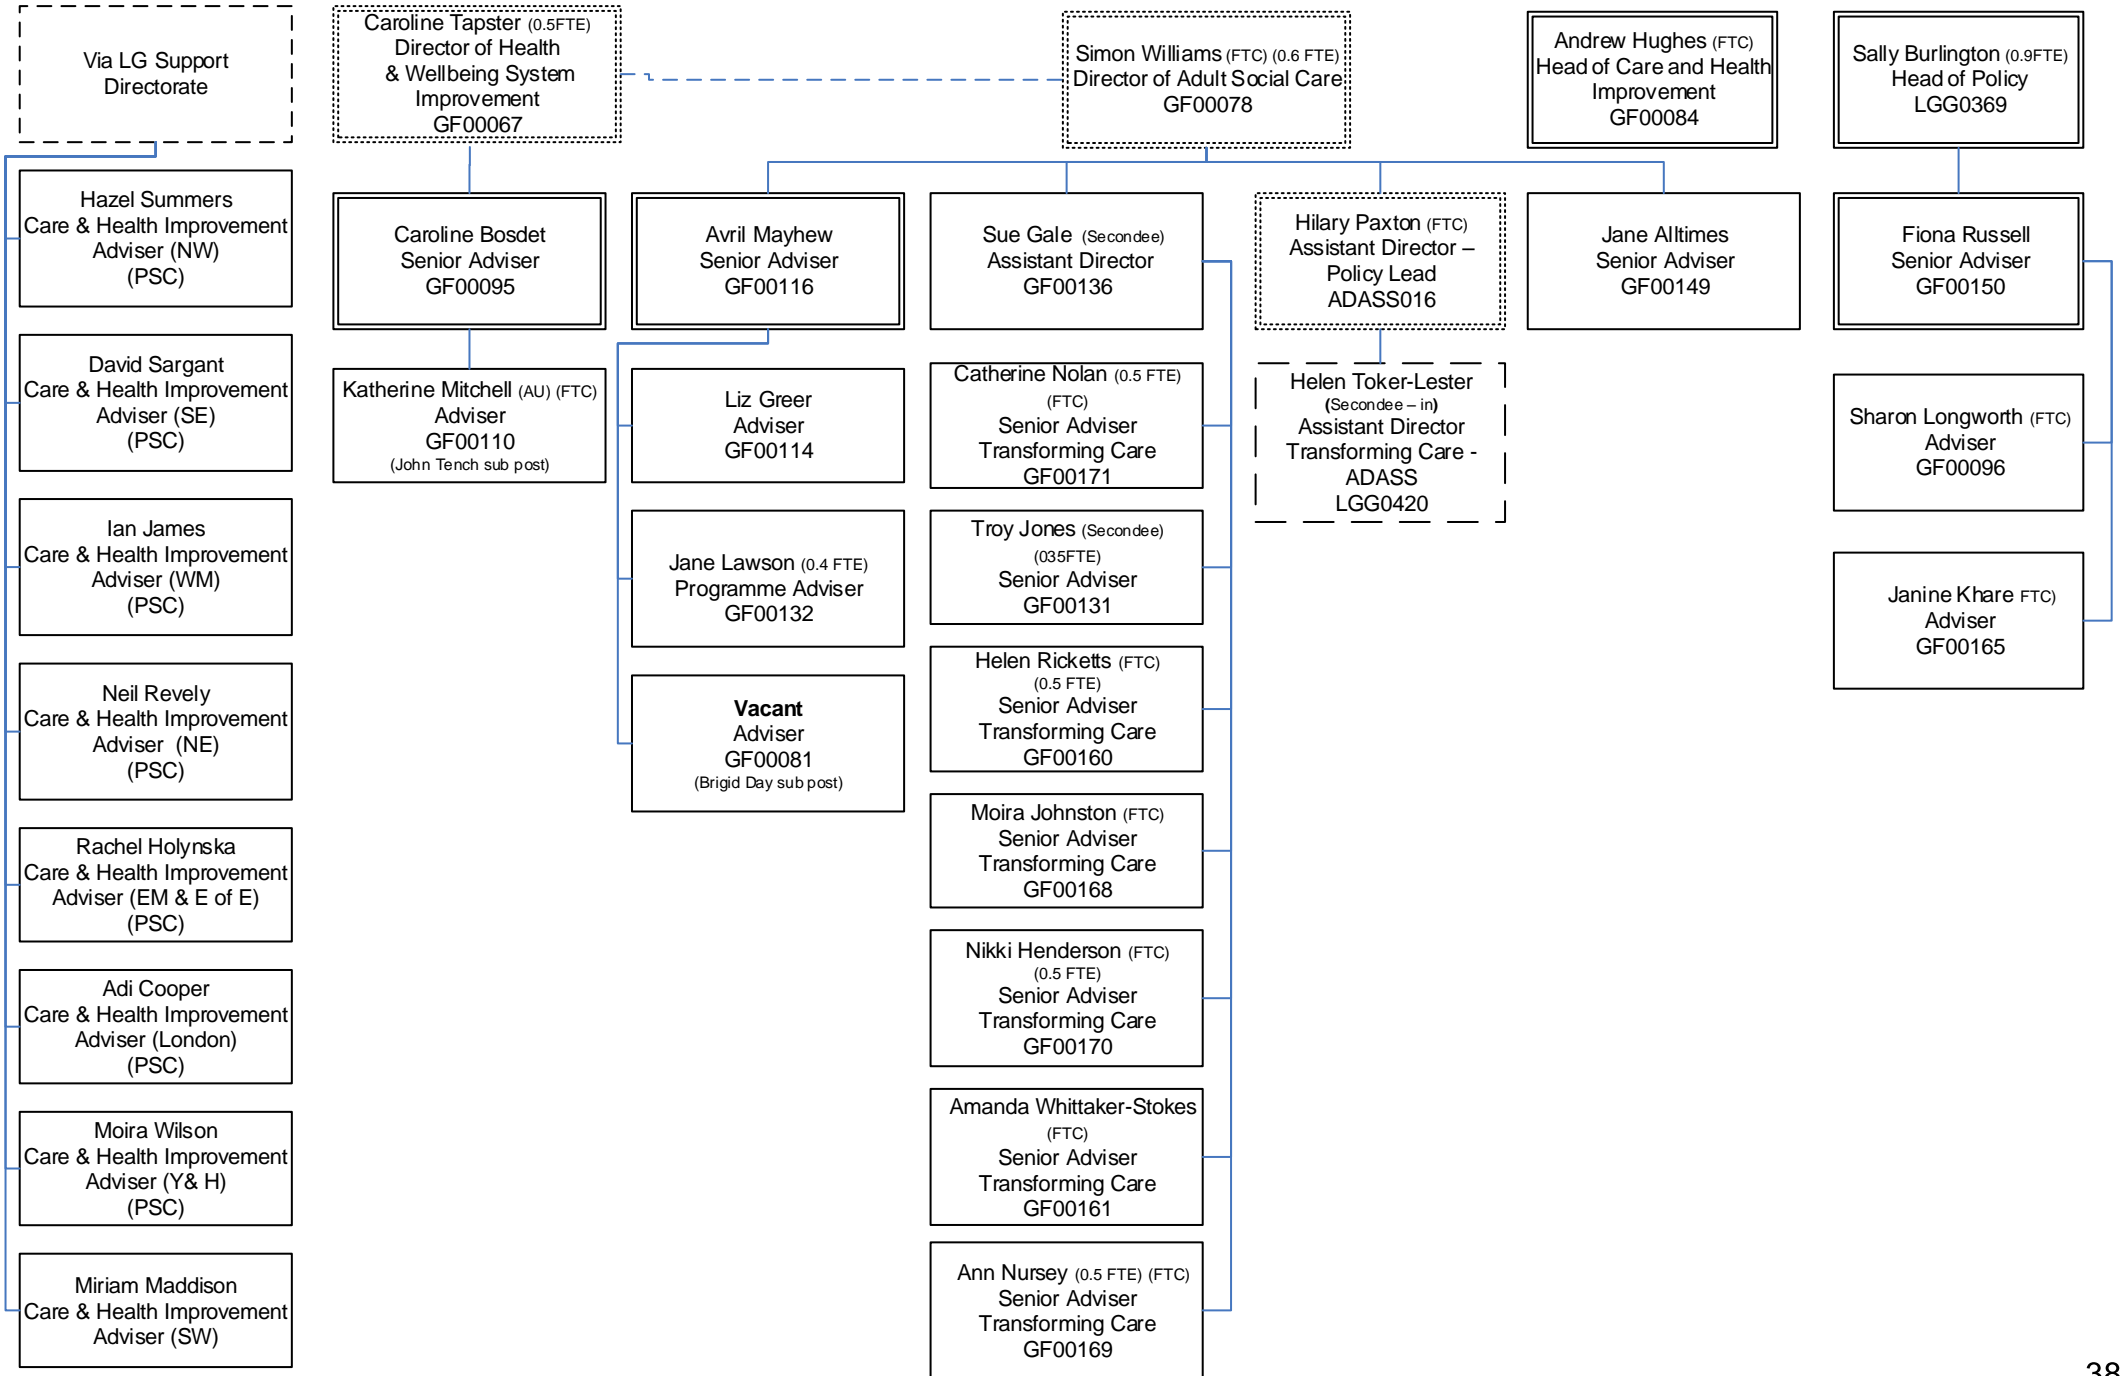 Via LG Support
Directorate
Caroline Tapster (0.5FTE)
Director of Health
& Wellbeing System
Improvement
GF00067
Simon Williams (FTC) (0.6 FTE)
Director of Adult Social Care
GF00078
Andrew Hughes (FTC)
Head of Care and Health
Improvement
GF00084
Sally Burlington (0.9FTE)
Head of Policy
LGG0369
Hazel Summers
Care & Health Improvement
Adviser (NW)
(PSC)
David Sargant
Care & Health Improvement
Adviser (SE)
(PSC)
Ian James
Care & Health Improvement
Adviser (WM)
(PSC)
Neil Revely
Care & Health Improvement
Adviser (NE)
(PSC)
Rachel Holynska
Care & Health Improvement
Adviser (EM & E of E)
(PSC)
Adi Cooper
Care & Health Improvement
Adviser (London)
(PSC)
Moira Wilson
Care & Health Improvement
Adviser (Y& H)
(PSC)
Miriam Maddison
Care & Health Improvement
Adviser (SW)
Caroline Bosdet
Senior Adviser
GF00095
Katherine Mitchell (AU) (FTC)
Adviser
GF00110
(John Tench sub post)
Avril Mayhew
Senior Adviser
GF00116
Liz Greer
Adviser
GF00114
Jane Lawson (0.4 FTE)
Programme Adviser
GF00132
Vacant
Adviser
GF00081
(Brigid Day sub post)
Sue Gale (Secondee)
Assistant Director
GF00136
Catherine Nolan (0.5 FTE)
(FTC)
Senior Adviser
Transforming Care
GF00171
Troy Jones (Secondee)
(035FTE)
Senior Adviser
GF00131
Helen Ricketts (FTC)
(0.5 FTE)
Senior Adviser
Transforming Care
GF00160
Moira Johnston (FTC)
Senior Adviser
Transforming Care
GF00168
Nikki Henderson (FTC)
(0.5 FTE)
Senior Adviser
Transforming Care
GF00170
Amanda Whittaker-Stokes
(FTC)
Senior Adviser
Transforming Care
GF00161
Ann Nursey (0.5 FTE) (FTC)
Senior Adviser
Transforming Care
GF00169
Hilary Paxton (FTC)
Assistant Director –
Policy Lead
ADASS016
Helen Toker-Lester
(Secondee – in)
Assistant Director
Transforming Care -
ADASS
LGG0420
Jane Alltimes
Senior Adviser
GF00149
Fiona Russell
Senior Adviser
GF00150
Sharon Longworth (FTC)
Adviser
GF00096
Janine Khare FTC)
Adviser
GF00165
38